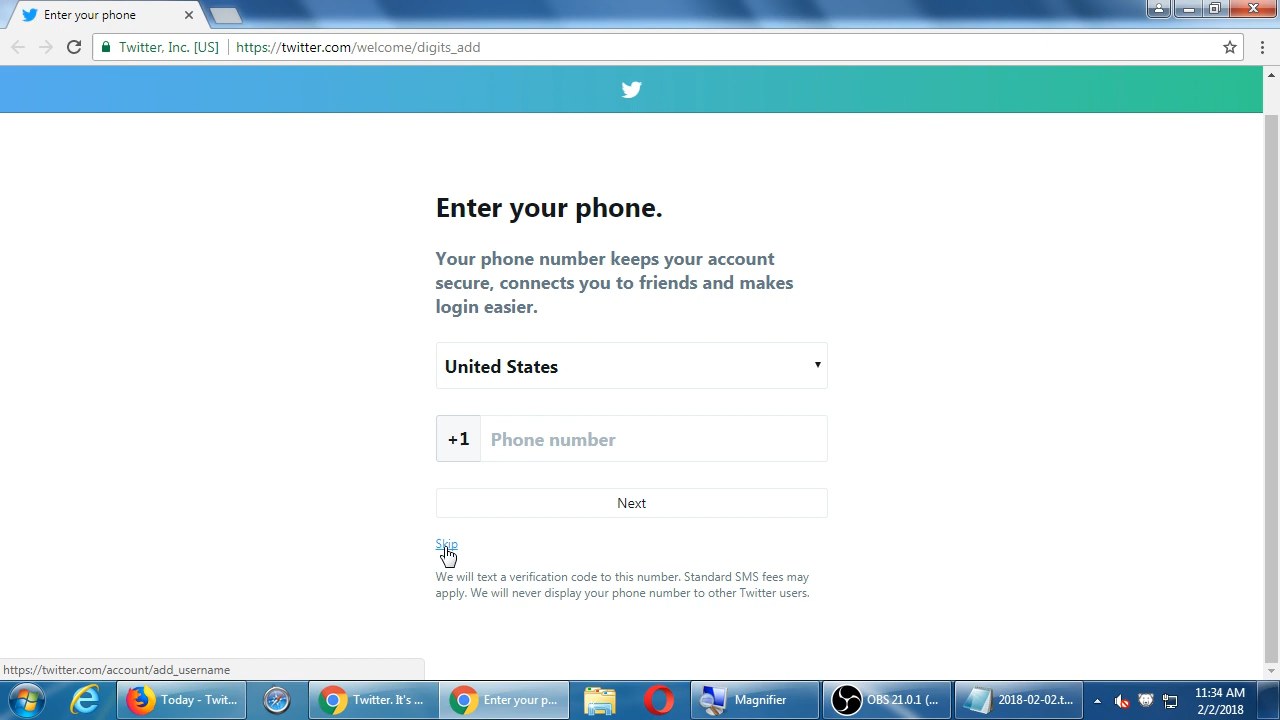 Enter your phone
Twitter, Inc. [US]
https://twitter.com/welcome/digits_add
Enter your phone.
Your phone number keeps your account
secure, connects you to friends and makes
login easier.
United States
+1 Phone number
Next
Skip
We will text a verification code to this number. Standard SMS fees may
apply. We will never display your phone number to other Twitter users.
https://twitter.com/account/add_username
Today - Twit...
Twitter. It's ...
Enter your p...
Magnifier
OBS 21.0.1 (...
2018-02-02.t...
11:34 AM
2/2/2018